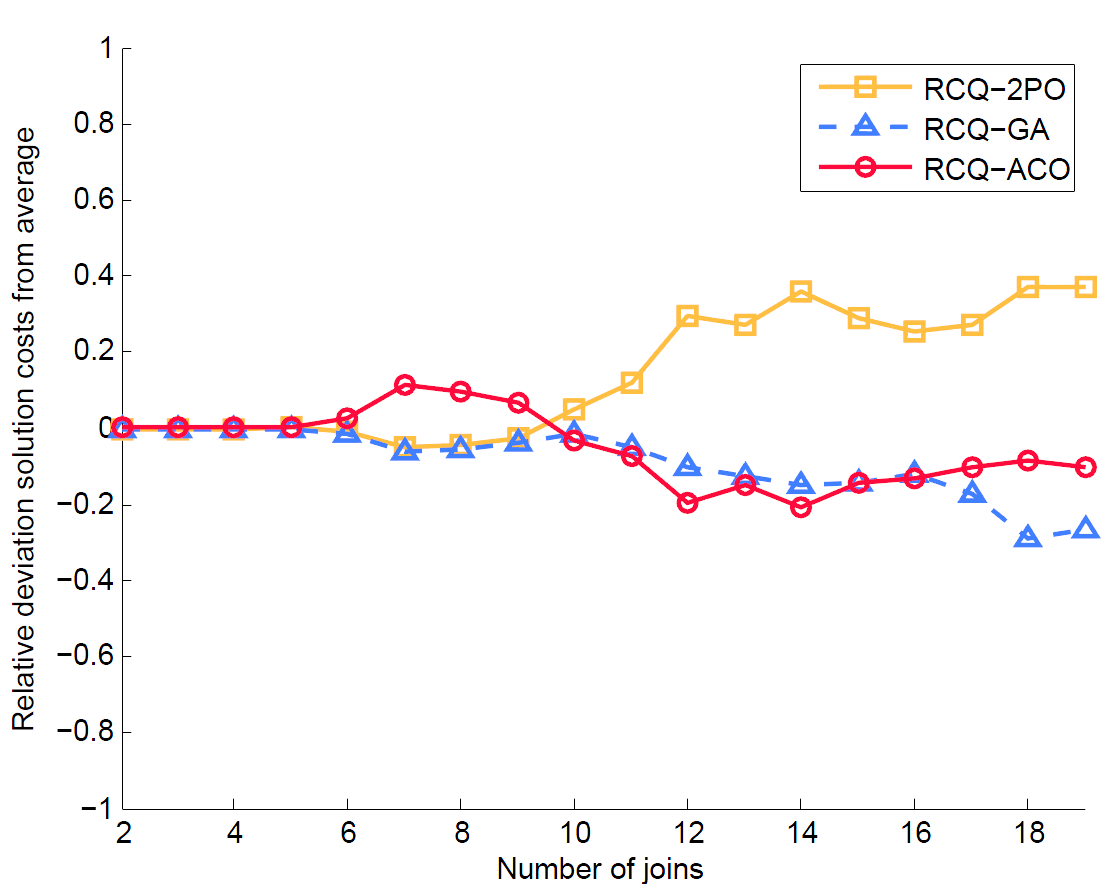 1
0.8
0.6
0.4
0.2
0
−0.2
−0.4
−0.6
−0.8
−1
Relative deviation solution costs from average
2 4 6 8 10 12 14 16 18
Number of joins
RCQ−2PO
RCQ−GA
RCQ−ACO